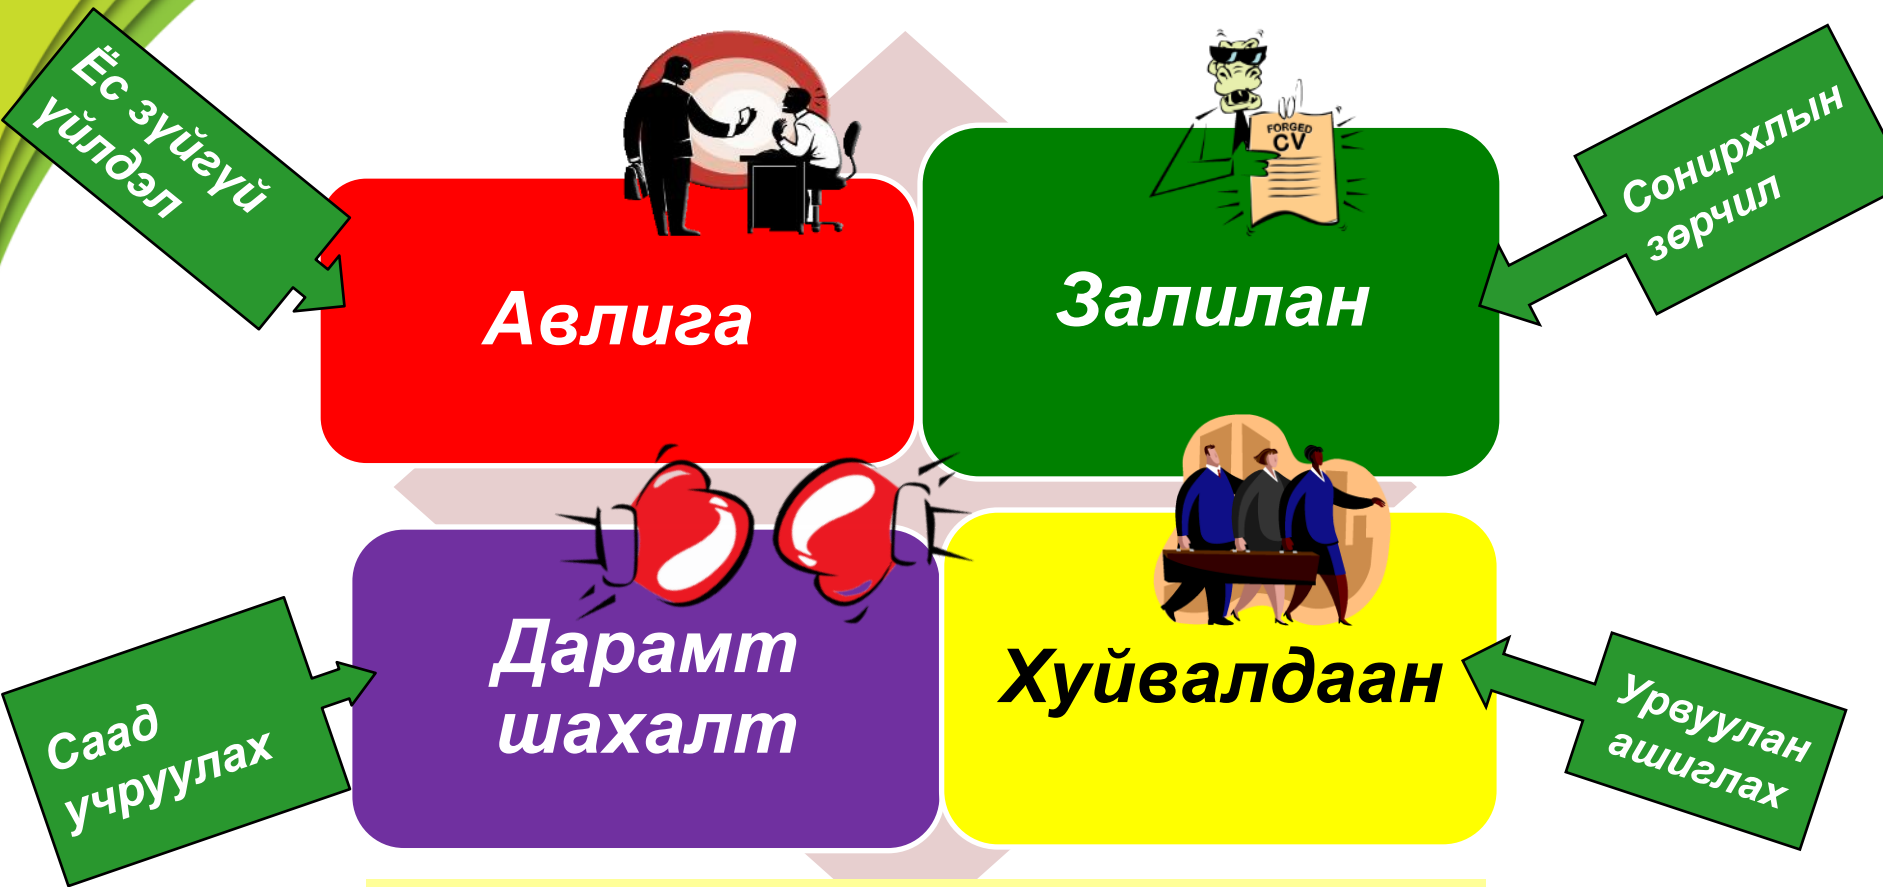 Ёс зүйгүй
үйлдэл
Авлига
FORGED
CV
Залилан
Сонирхлын
зөрчил
Саад
учруулах
Дарамт
шахалт
Хуйвалдаан
Урвуулан
ашиглах